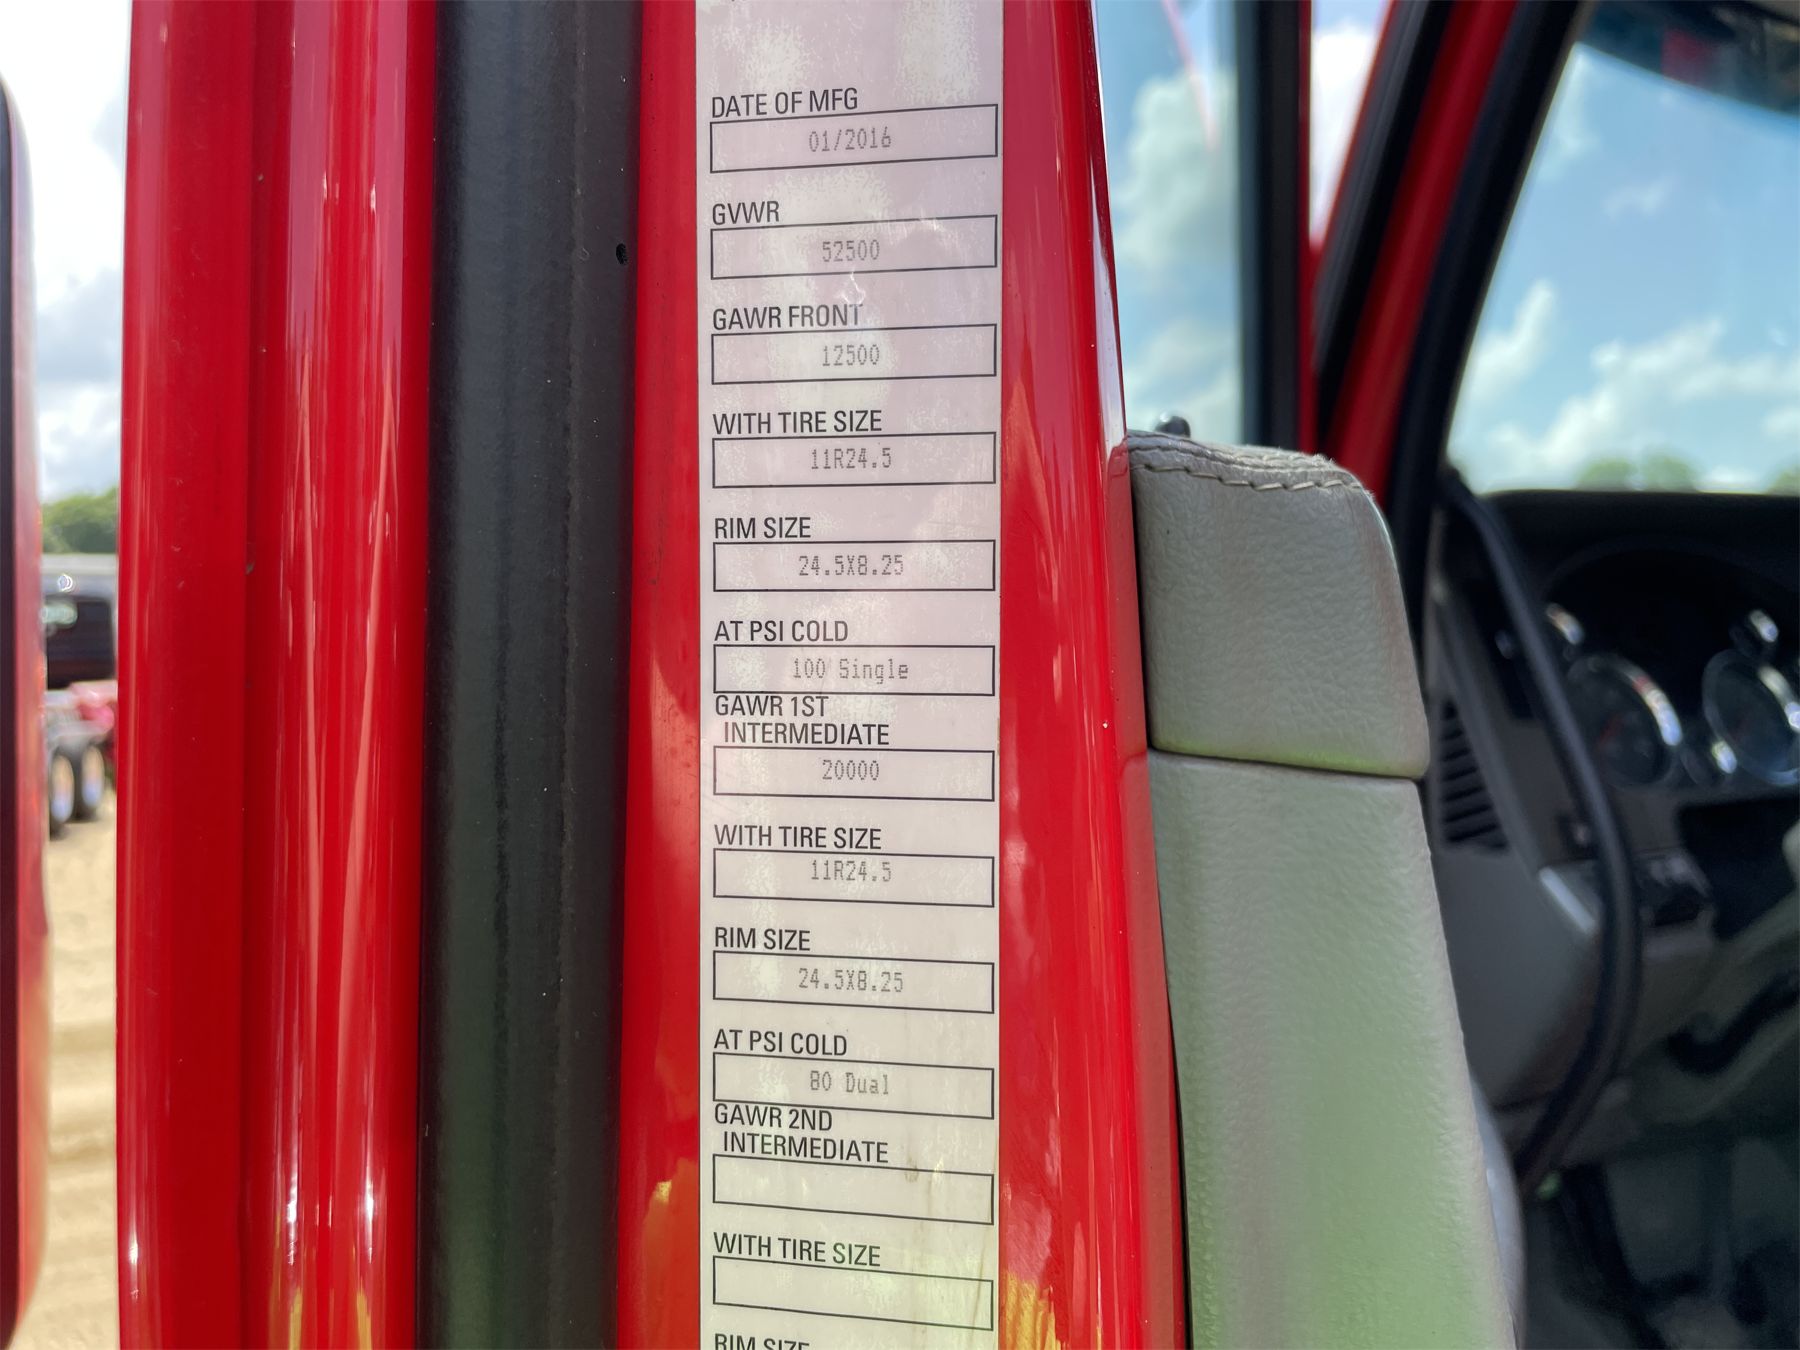 DATE OF MFG
01/2016
GVWR
52500
GAWR FRONT
12500
WITH TIRE SIZE
11R24.5
RIM SIZE
24.5X8.25
AT PSI COLD
100 Single
GAWR 1ST
INTERMEDIATE
20000
WITH TIRE SIZE
11R24.5
RIM SIZE
24.5X8.25
AT PSI COLD
80 Dual
GAWR 2ND
INTERMEDIATE
WITH TIRE SIZE
RIM SIZE